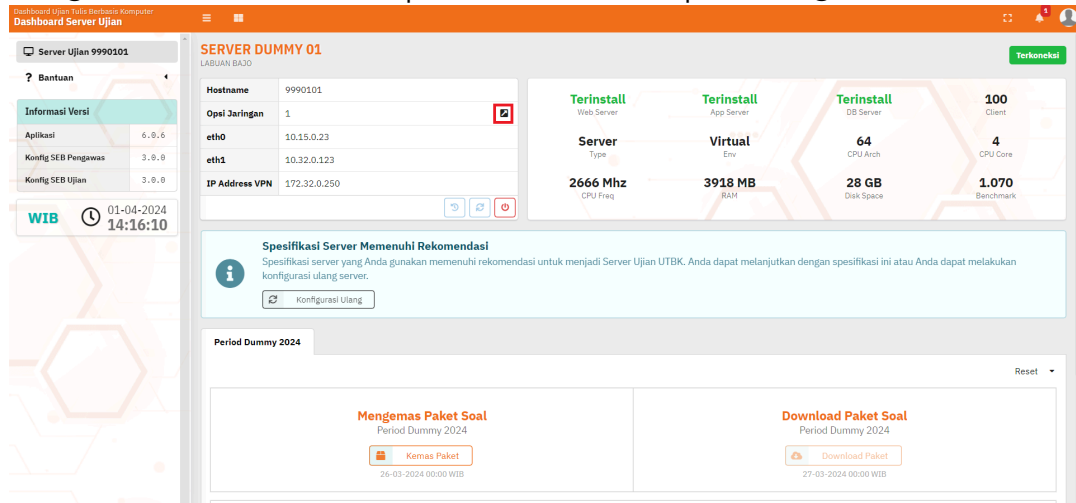 Dashboard Ujian Tulis Berbasis Komputer
Dashboard Server Ujian
1
Server Ujian 9990101
? Bantuan
Informasi Versi
Aplikasi 6.0.6
Konfig SEB Pengawas 3.0.0
Konfig SEB Ujian 3.0.0
WIB 01-04-2024
14:16:10
SERVER DUMMY 01
LABUAN BAJO
Terkoneksi
Hostname 9990101
Opsi Jaringan 1
eth0 10.15.0.23
eth1 10.32.0.123
IP Address VPN 172.32.0.250
Terinstall Terinstall Terinstall 100
Web Server App Server DB Server Client
Server Virtual 64 4
Type Env CPU Arch CPU Core
2666 Mhz 3918 MB 28 GB 1.070
CPU Freq RAM Disk Space Benchmark
Spesifikasi Server Memenuhi Rekomendasi
Spesifikasi server yang Anda gunakan memenuhi rekomendasi untuk menjadi Server Ujian UTBK. Anda dapat melanjutkan dengan spesifikasi ini atau Anda dapat melakukan
konfigurasi ulang server.
Konfigurasi Ulang
Period Dummy 2024
Reset
Mengemas Paket Soal
Period Dummy 2024
Kemas Paket
26-03-2024 00:00 WIB
Download Paket Soal
Period Dummy 2024
Download Paket
27-03-2024 00:00 WIB